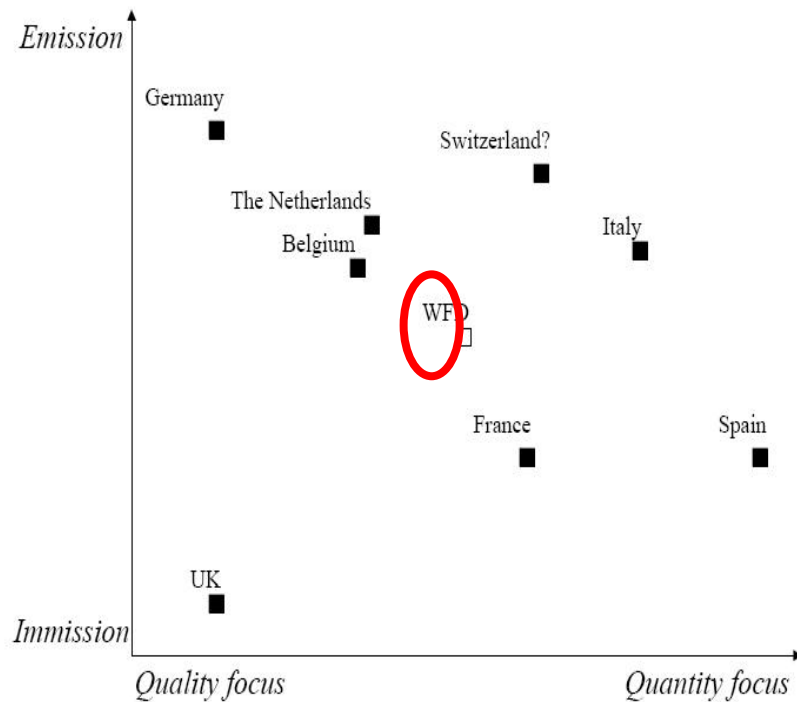 Emission
Germany
Switzerland?
The Netherlands
Italy
Belgium
WFD
France
Spain
UK
Immission
Quality focus
Quantity focus